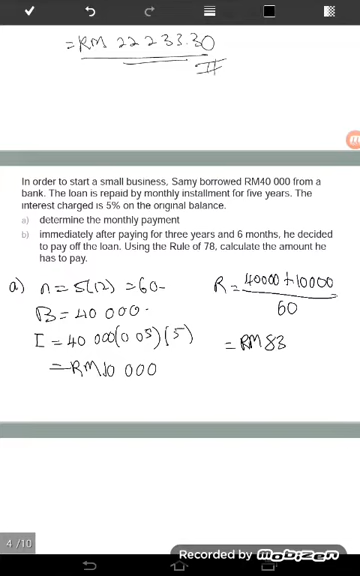 = RM 22 233.30
In order to start a small business, Samy borrowed RM40 000 from a
bank. The loan is repaid by monthly installment for five years. The
interest charged is 5% on the original balance.
a) determine the monthly payment
b) immediately after paying for three years and 6 months, he decided
to pay off the loan. Using the Rule of 78, calculate the amount he
has to pay.
a) n = 5(12) = 60
B = 40 000
I = 40 000(0.05)(5)
= RM10 000
R = 40000 + 10000
60
= RM 83
4 /10
Recorded by Mobizen